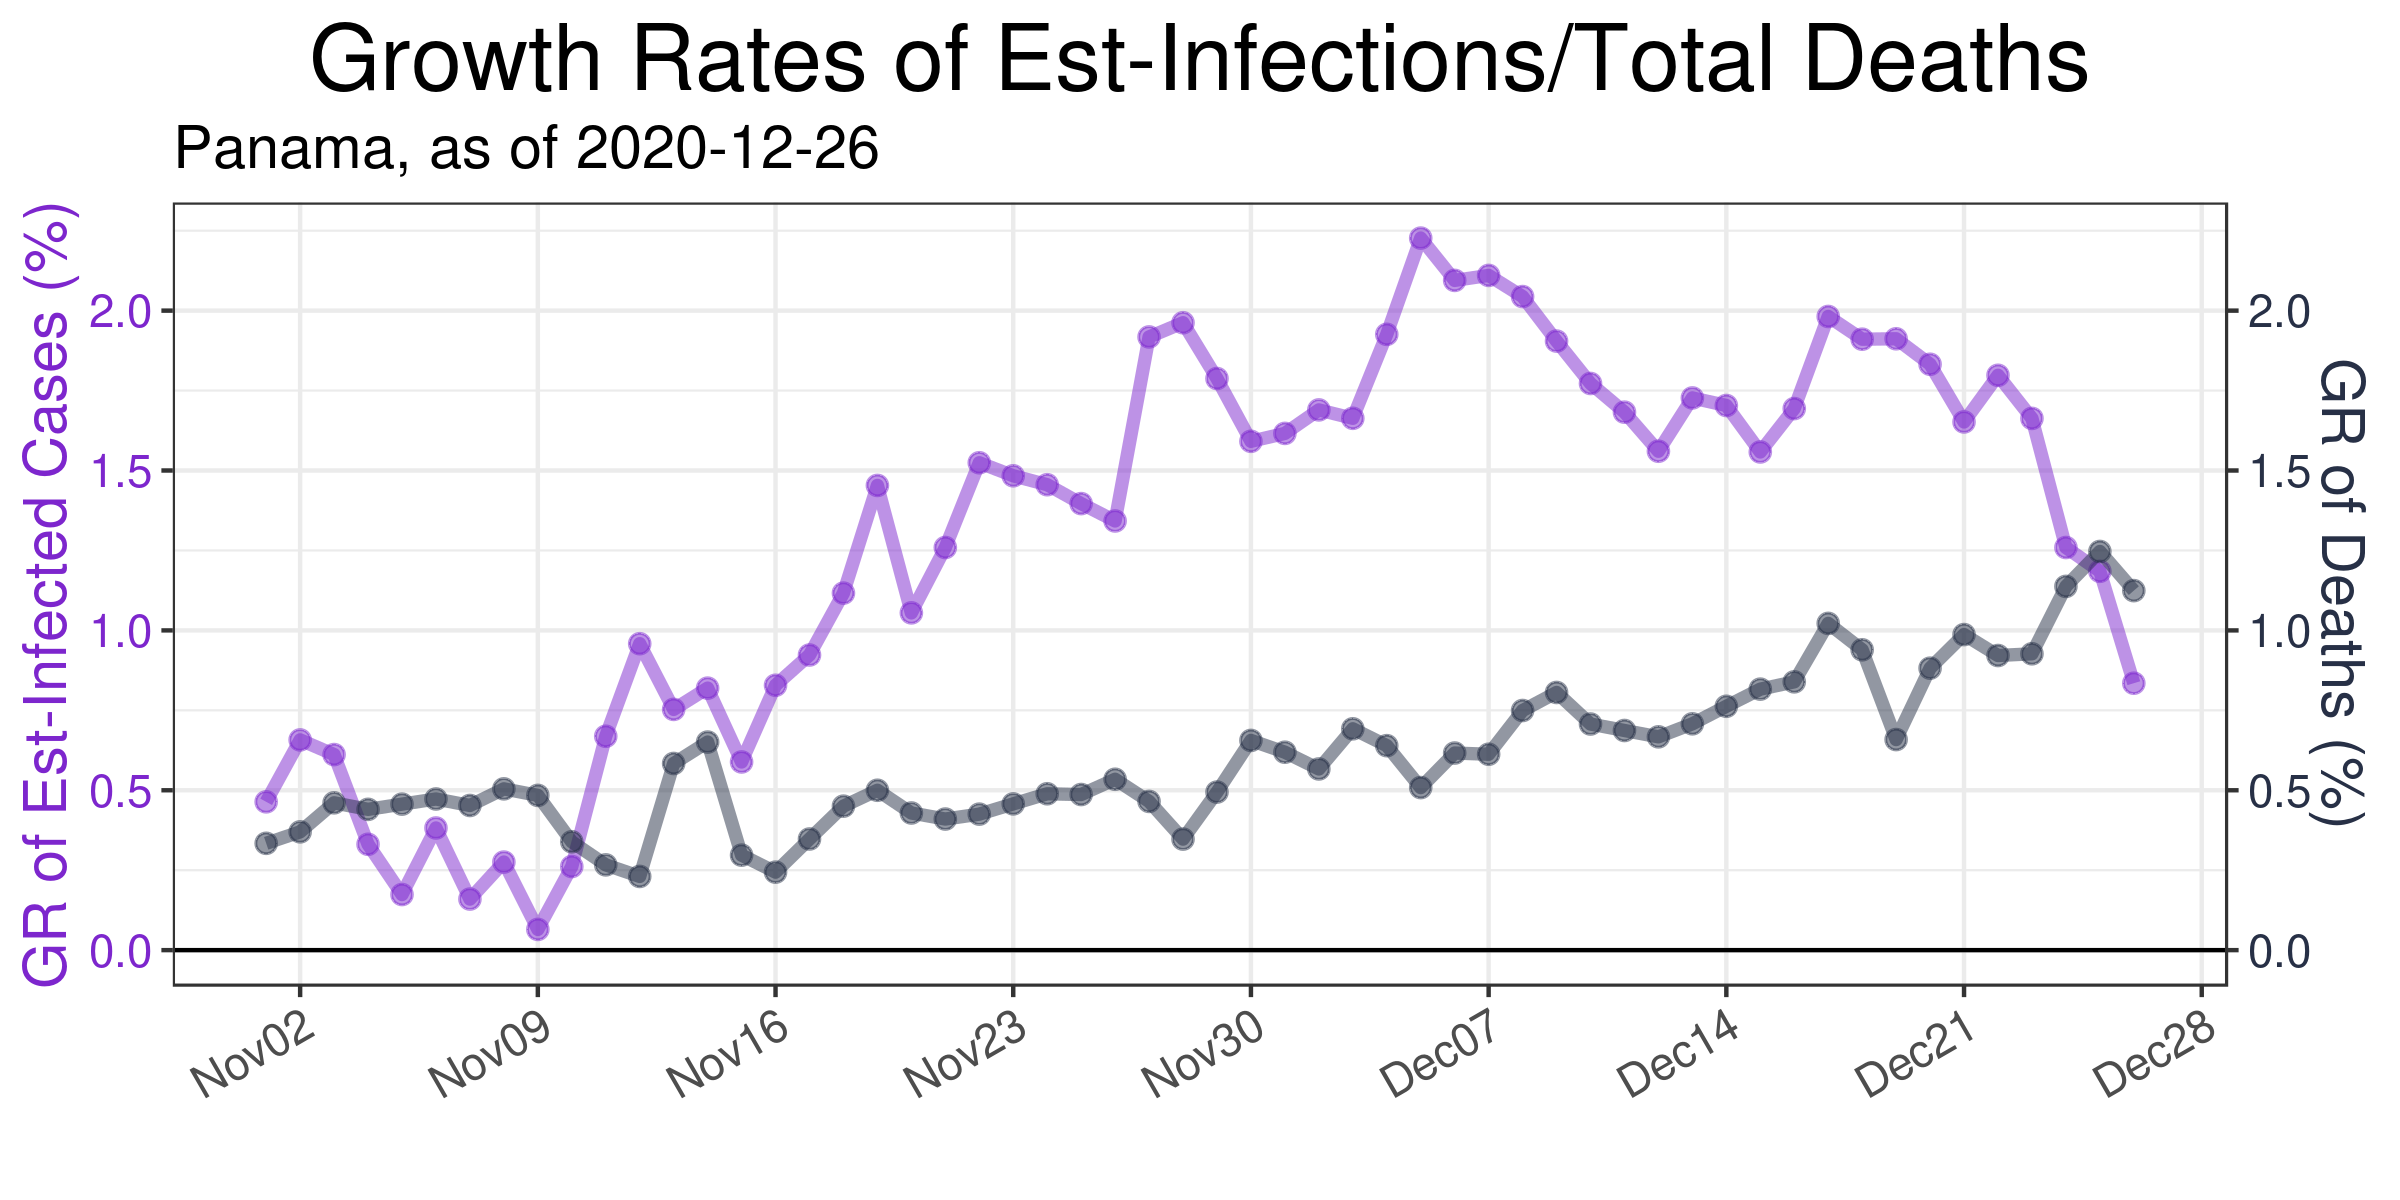 Growth Rates of Est-Infections/Total Deaths
Panama, as of 2020-12-26
GR of Est-Infected Cases (%)
2.0
1.5
1.0
0.5
0.0
2.0
1.5
1.0
0.5
0.0
GR of Deaths (%)
Nov02
Nov09
Nov16
Nov23
Nov30
Dec07
Dec14
Dec21
Dec28